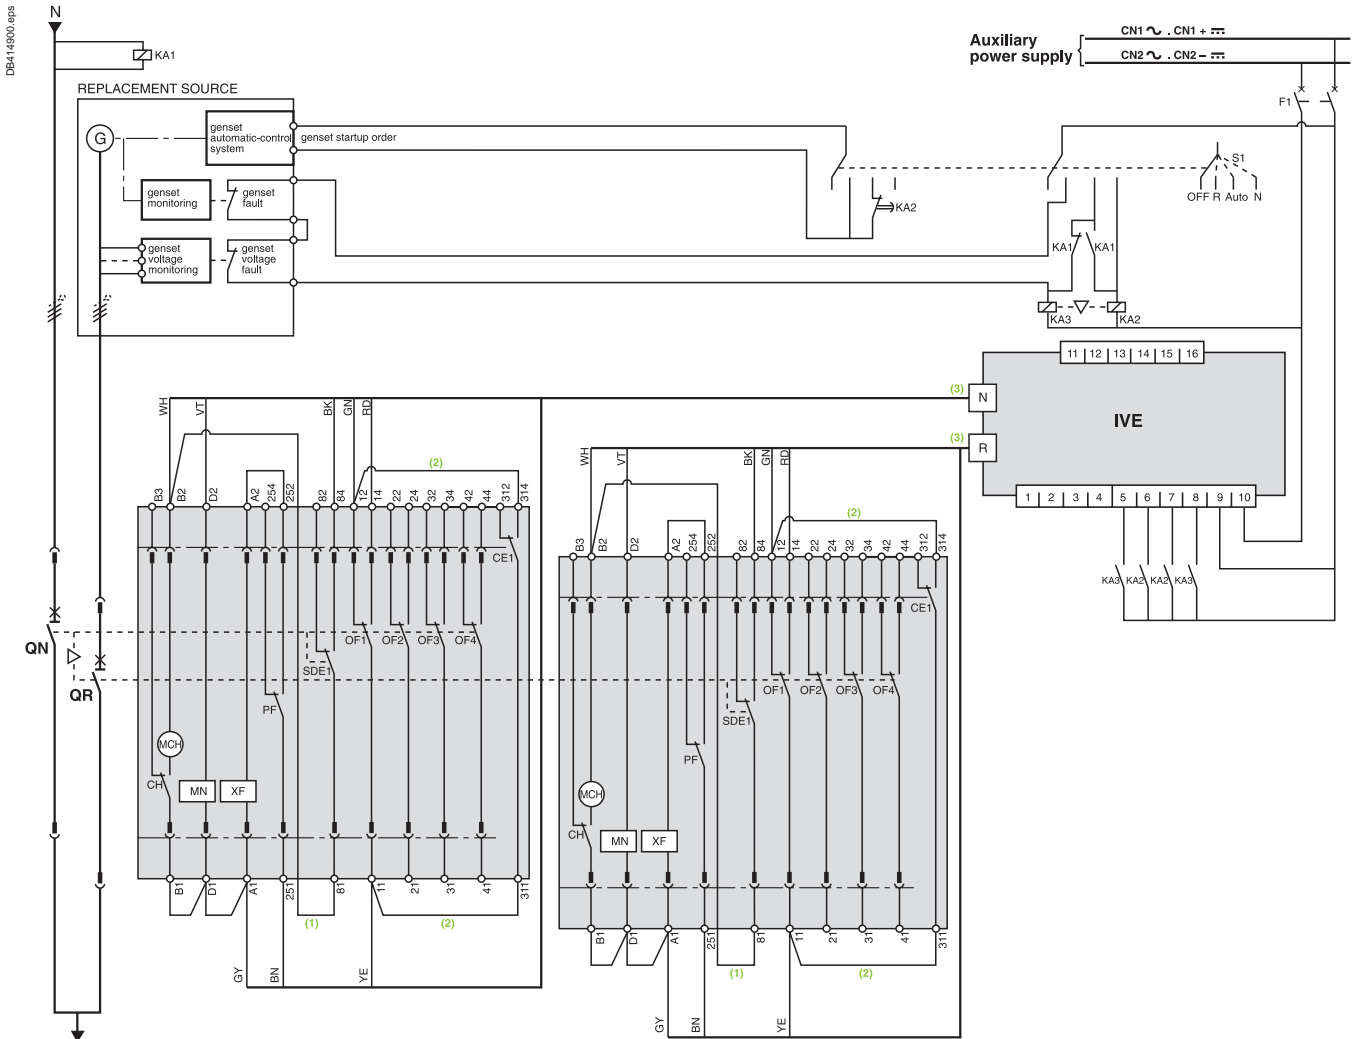 DB414900.eps
N
KA1
Auxiliary
power supply
CN1 . CN1 +
CN2 . CN2 –
F1
REPLACEMENT SOURCE
G
genset
automatic-control
system
genset startup order
genset
monitoring
genset
fault
genset
voltage
monitoring
genset
voltage
fault
KA2
S1
OFF R Auto N
KA1
KA1
KA3
KA2
11 12 13 14 15 16
(3)
N
(3)
R
IVE
1 2 3 4 5 6 7 8 9 10
KA3 KA2 KA2 KA3
WH
VT
BK
GN
RD
(2)
B3
B2
D2
A2
254
252
82
84
12
14
22
24
32
34
42
44
312
314
CE1
OF1
OF2
OF3
OF4
SDE1
PF
MCH
CH
MN
XF
B1
D1
A1
251
81
11
21
31
41
311
(1)
(2)
GY
BN
YE
QN
QR
WH
VT
BK
GN
RD
(2)
B3
B2
D2
A2
254
252
82
84
12
14
22
24
32
34
42
44
312
314
CE1
OF1
OF2
OF3
OF4
SDE1
PF
MCH
CH
MN
XF
B1
D1
A1
251
81
11
21
31
41
311
(1)
(2)
GY
BN
YE